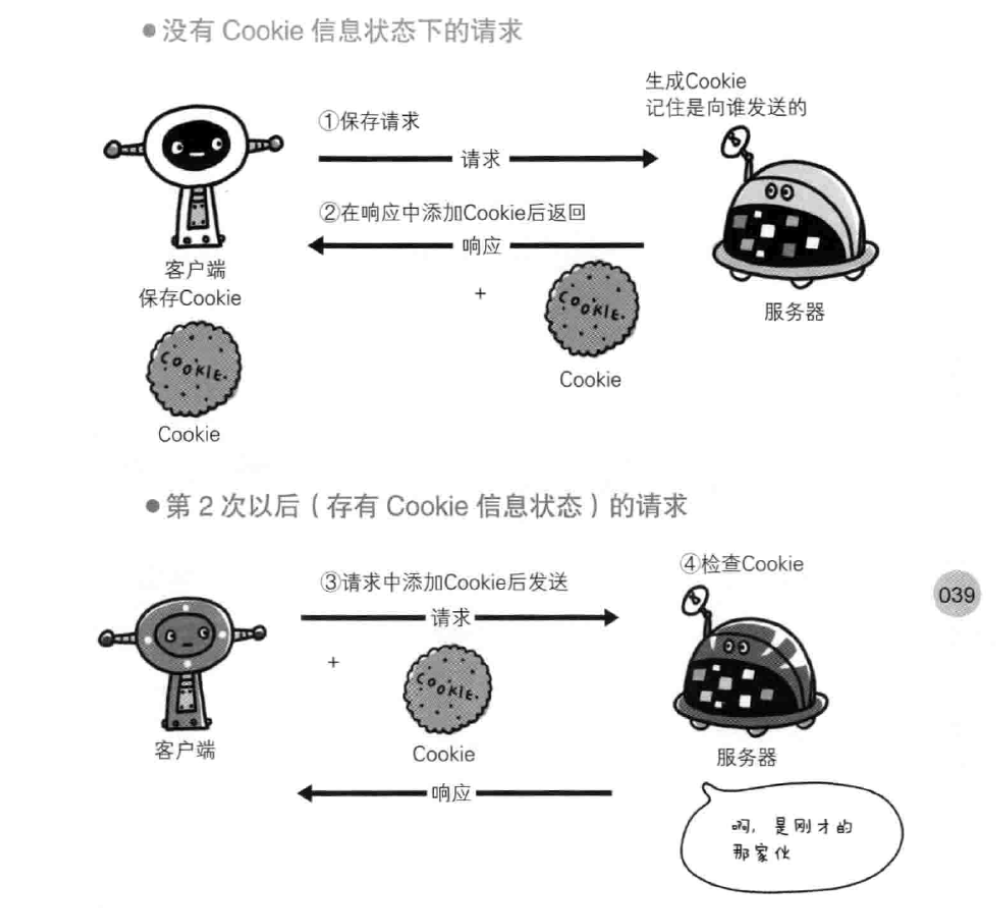 ●没有 Cookie 信息状态下的请求
生成Cookie
记住是向谁发送的
①保存请求
请求
②在响应中添加Cookie后返回
响应
+
COOKIE.
Cookie
客户端
保存Cookie
COOKIE.
Cookie
服务器
●第 2 次以后（存有 Cookie 信息状态）的请求
④检查Cookie
③请求中添加Cookie后发送
请求
+
COOKIE.
Cookie
客户端
服务器
响应
啊，是刚才的
那家伙
039